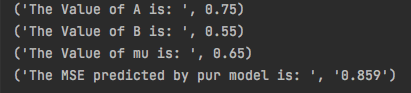 ('The Value of A is: ', 0.75)
('The Value of B is: ', 0.55)
('The Value of mu is: ', 0.65)
('The MSE predicted by pur model is: ', '0.859')